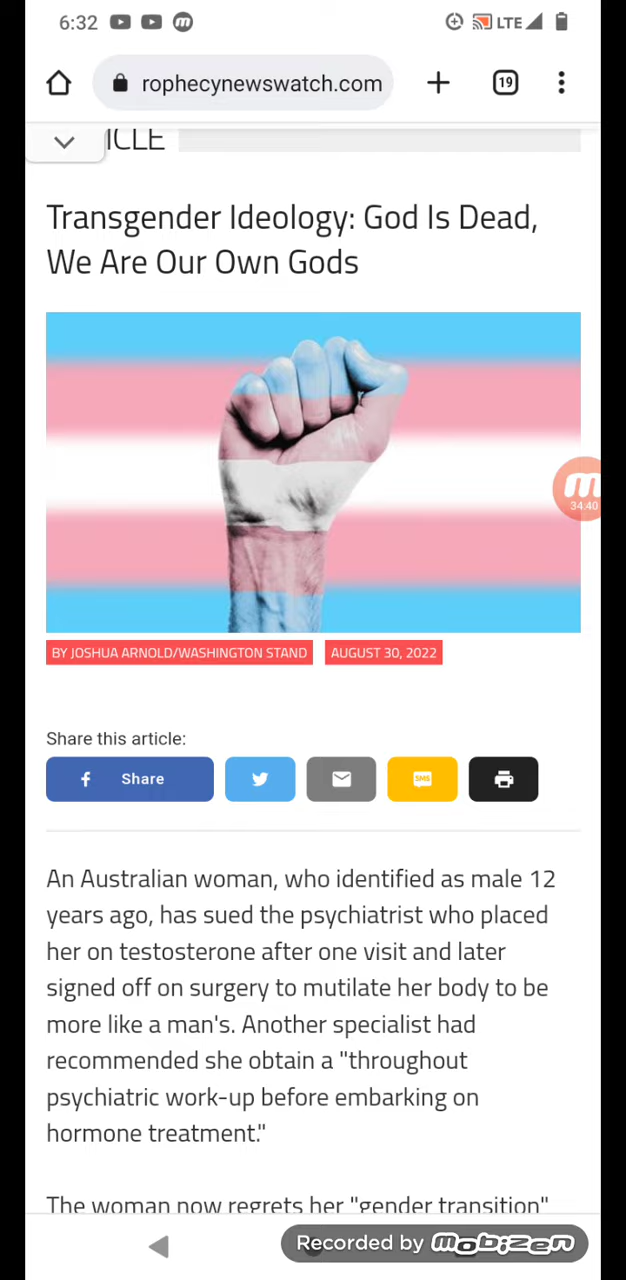 6:32
LTE
rophecynewswatch.com
19
ICLE
Transgender Ideology: God Is Dead,
We Are Our Own Gods
34:40
BY JOSHUA ARNOLD/WASHINGTON STAND
AUGUST 30, 2022
Share this article:
Share
SMS
An Australian woman, who identified as male 12
years ago, has sued the psychiatrist who placed
her on testosterone after one visit and later
signed off on surgery to mutilate her body to be
more like a man's. Another specialist had
recommended she obtain a "throughout
psychiatric work-up before embarking on
hormone treatment."
The woman now regrets her "gender transition"
Recorded by mobizen